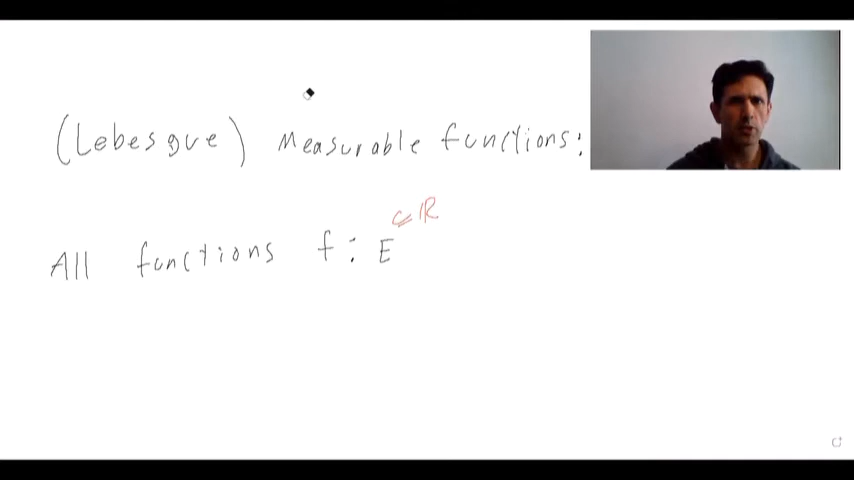 (Lebesgue) Measurable functions:
All functions f : E ⊆ ℝ